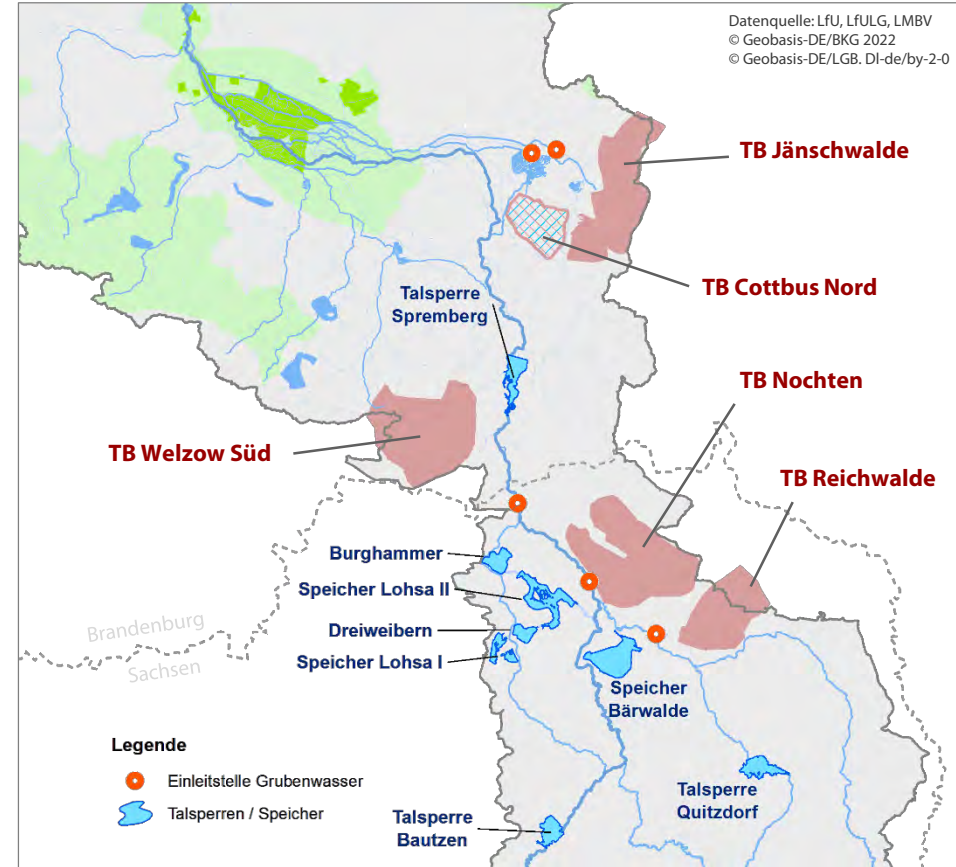 Datenquelle: LfU, LfULG, LMBV
© Geobasis-DE/BKG 2022
© Geobasis-DE/LGB. Dl-de/by-2-0
TB Jänschwalde
TB Cottbus Nord
Talsperre
Spremberg
TB Nochten
TB Welzow Süd
TB Reichwalde
Burghammer
Speicher Lohsa II
Dreiweibern
Speicher Lohsa I
Brandenburg
Sachsen
Speicher
Bärwalde
Legende
Einleitstelle Grubenwasser
Talsperren / Speicher
Talsperre
Quitzdorf
Talsperre
Bautzen